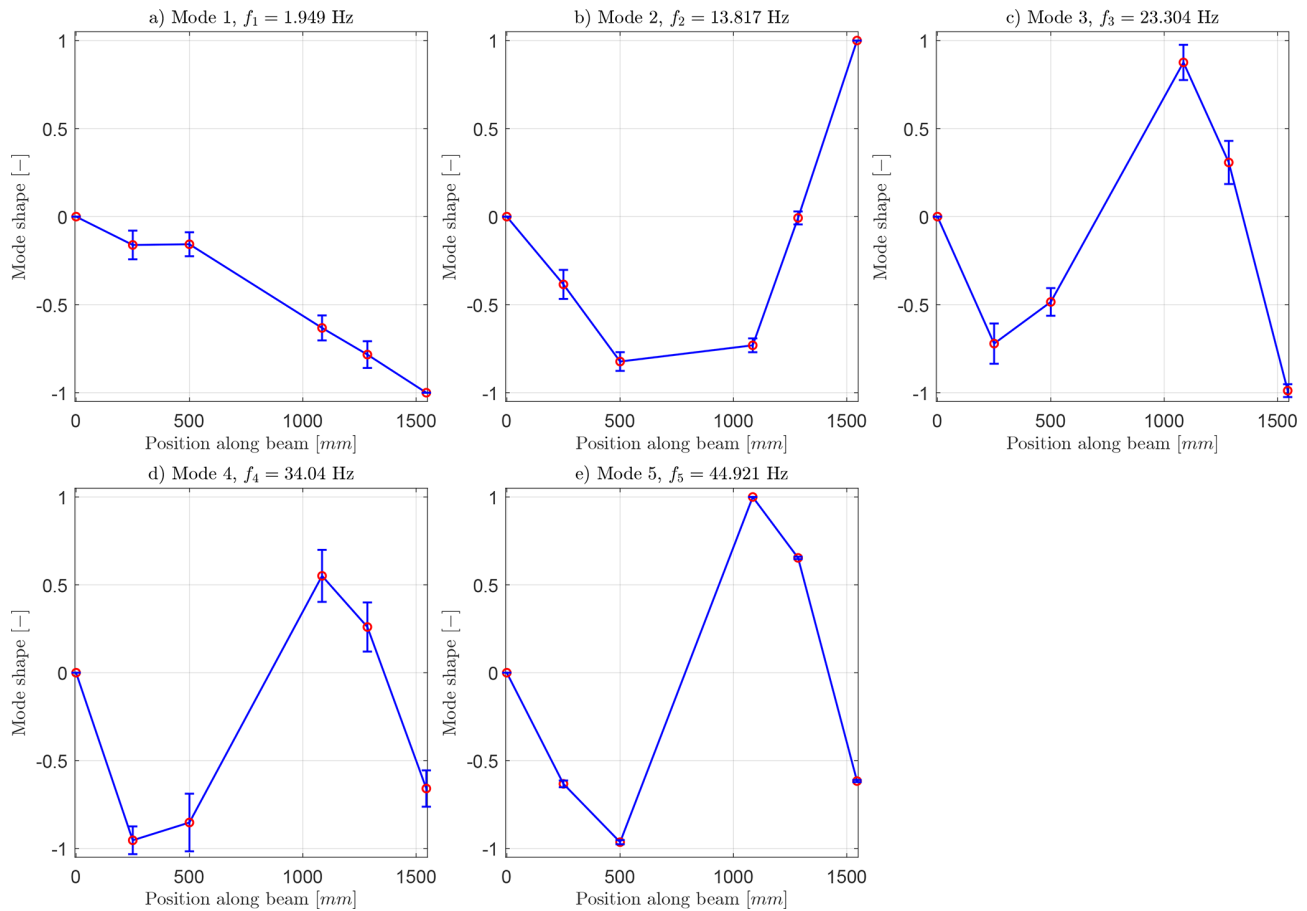 a) Mode 1, f₁ = 1.949 Hz
1
0.5
0
-0.5
-1
Mode shape [−]
0 500 1000 1500
Position along beam [mm]
b) Mode 2, f₂ = 13.817 Hz
1
0.5
0
-0.5
-1
Mode shape [−]
0 500 1000 1500
Position along beam [mm]
c) Mode 3, f₃ = 23.304 Hz
1
0.5
0
-0.5
-1
Mode shape [−]
0 500 1000 1500
Position along beam [mm]
d) Mode 4, f₄ = 34.04 Hz
1
0.5
0
-0.5
-1
Mode shape [−]
0 500 1000 1500
Position along beam [mm]
e) Mode 5, f₅ = 44.921 Hz
1
0.5
0
-0.5
-1
Mode shape [−]
0 500 1000 1500
Position along beam [mm]